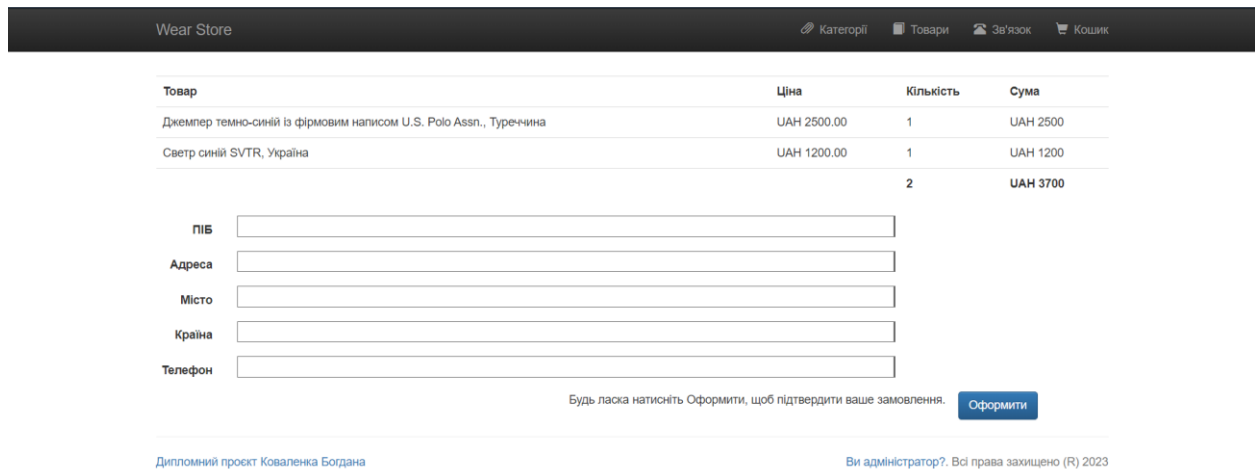 Wear Store Категорії Товари Зв'язок Кошик
Товар Ціна Кількість Сума
Джемпер темно-синій із фірмовим написом U.S. Polo Assn., Туреччина UAH 2500.00 1 UAH 2500
Светр синій SVTR, Україна UAH 1200.00 1 UAH 1200
2 UAH 3700
ПІБ
Адреса
Місто
Країна
Телефон
Будь ласка натисніть Оформити, щоб підтвердити ваше замовлення. Оформити
Дипломний проєкт Коваленка Богдана Ви адміністратор?. Всі права захищено (R) 2023